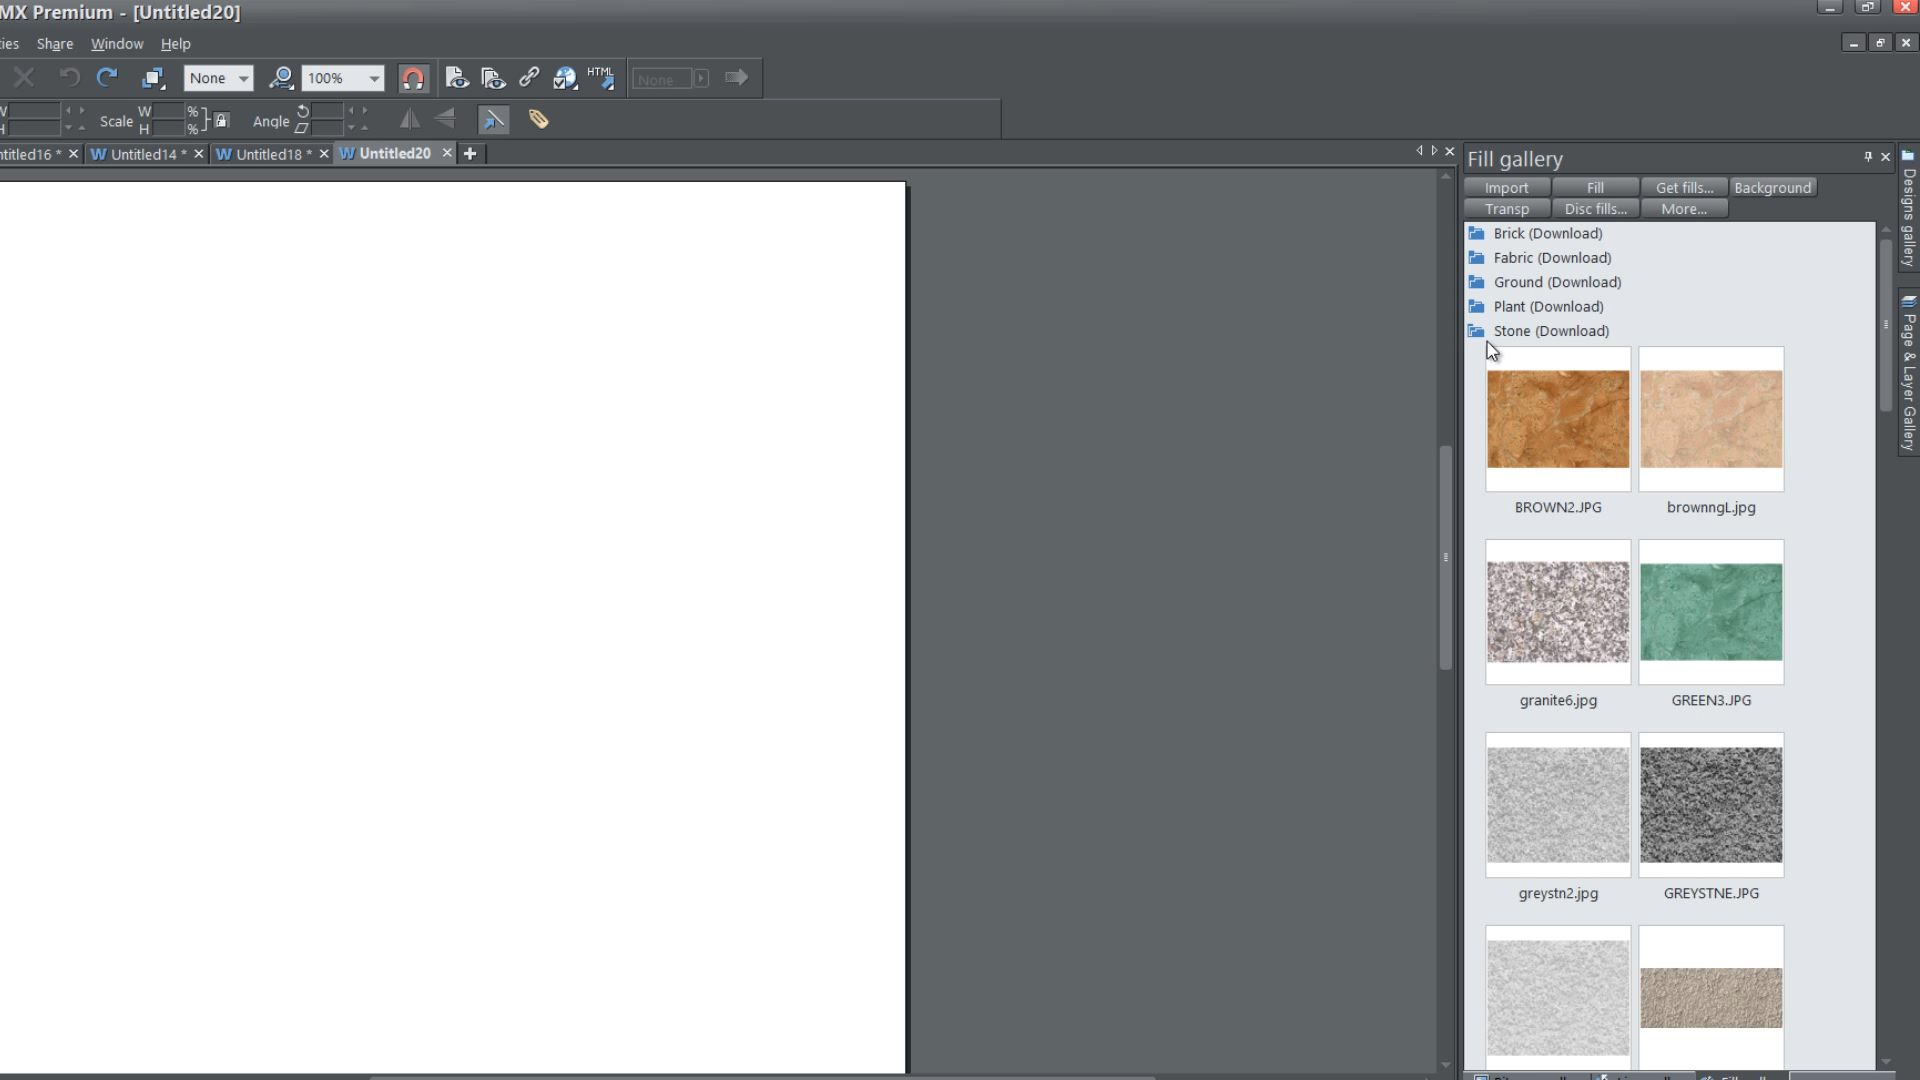 MX Premium - [Untitled20]
ies Share Window Help
None 100% HTML None
W H Scale W H % % Angle
ntitled16 * Untitled14 * Untitled18 * Untitled20
Fill gallery
Import Fill Get fills... Background
Transp Disc fills... More...
Brick (Download)
Fabric (Download)
Ground (Download)
Plant (Download)
Stone (Download)
BROWN2.JPG brownngL.jpg
granite6.jpg GREEN3.JPG
greystn2.jpg GREYSTNE.JPG
Designs gallery
Page & Layer Gallery